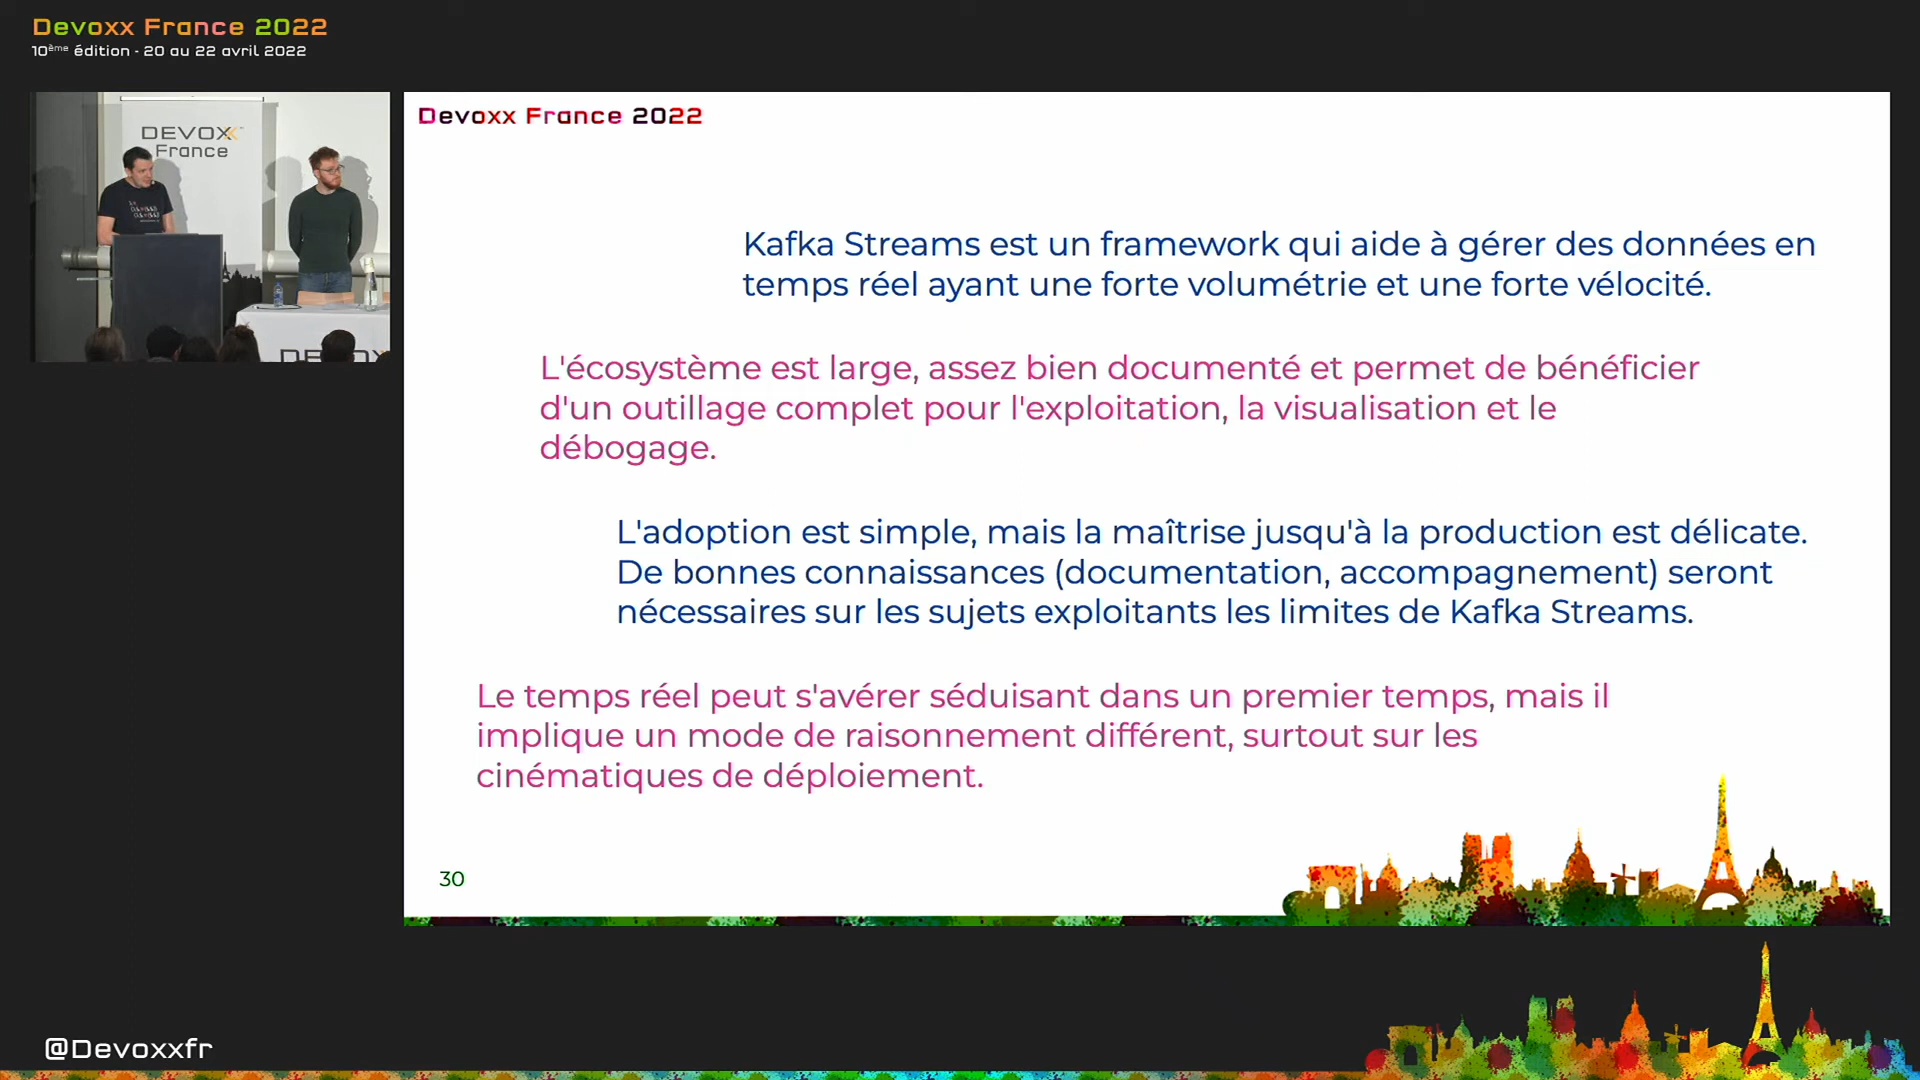 Devoxx France 2022
10ème édition - 20 au 22 avril 2022
DEVOXX
France
Devoxx France 2022
Kafka Streams est un framework qui aide à gérer des données en
temps réel ayant une forte volumétrie et une forte vélocité.
L'écosystème est large, assez bien documenté et permet de bénéficier
d'un outillage complet pour l'exploitation, la visualisation et le
débogage.
L'adoption est simple, mais la maîtrise jusqu'à la production est délicate.
De bonnes connaissances (documentation, accompagnement) seront
nécessaires sur les sujets exploitants les limites de Kafka Streams.
Le temps réel peut s'avérer séduisant dans un premier temps, mais il
implique un mode de raisonnement différent, surtout sur les
cinématiques de déploiement.
30
@Devoxxfr